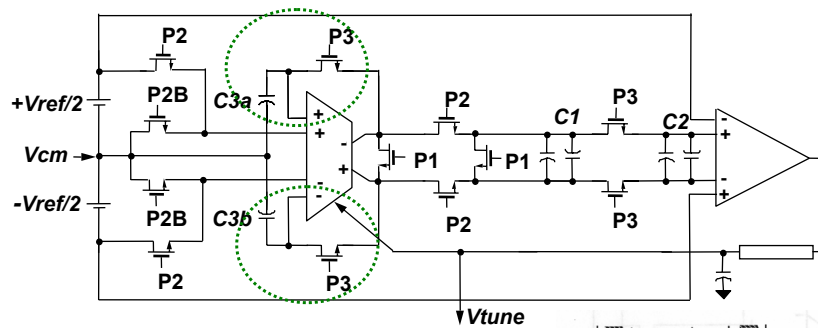 P2
P3
+Vref/2
P2B
C3a
+
+
-
+
P2
P1
C1
P3
C2
-
+
Vcm
-Vref/2
P2B
P2
C3b
-
-
P3
P2
P1
P3
-
+
Vtune